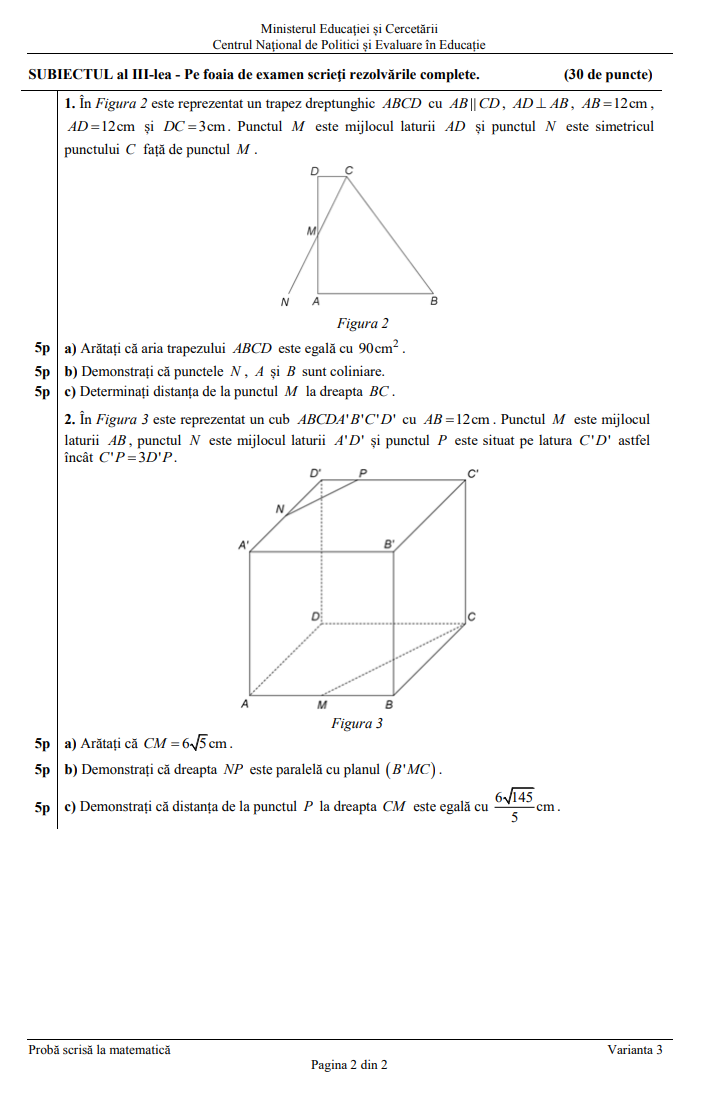 Ministerul Educaţiei și Cercetării
Centrul Naţional de Politici și Evaluare în Educație
SUBIECTUL al III-lea - Pe foaia de examen scrieți rezolvările complete. (30 de puncte)
1. În Figura 2 este reprezentat un trapez dreptunghic ABCD cu AB∥CD, AD⊥AB, AB=12cm,
AD=12cm și DC=3cm. Punctul M este mijlocul laturii AD și punctul N este simetricul
punctului C față de punctul M.
D C
M
N A B
Figura 2
5p a) Arătați că aria trapezului ABCD este egală cu 90cm².
5p b) Demonstrați că punctele N, A și B sunt coliniare.
5p c) Determinați distanța de la punctul M la dreapta BC.
2. În Figura 3 este reprezentat un cub ABCDA'B'C'D' cu AB=12cm. Punctul M este mijlocul
laturii AB, punctul N este mijlocul laturii A'D' și punctul P este situat pe latura C'D' astfel
încât C'P=3D'P.
D' P C'
N
A' B'
D C
A M B
Figura 3
5p a) Arătați că CM=6√5cm.
5p b) Demonstrați că dreapta NP este paralelă cu planul (B'MC).
5p c) Demonstrați că distanța de la punctul P la dreapta CM este egală cu 6√145/5 cm.
Probă scrisă la matematică Varianta 3
Pagina 2 din 2